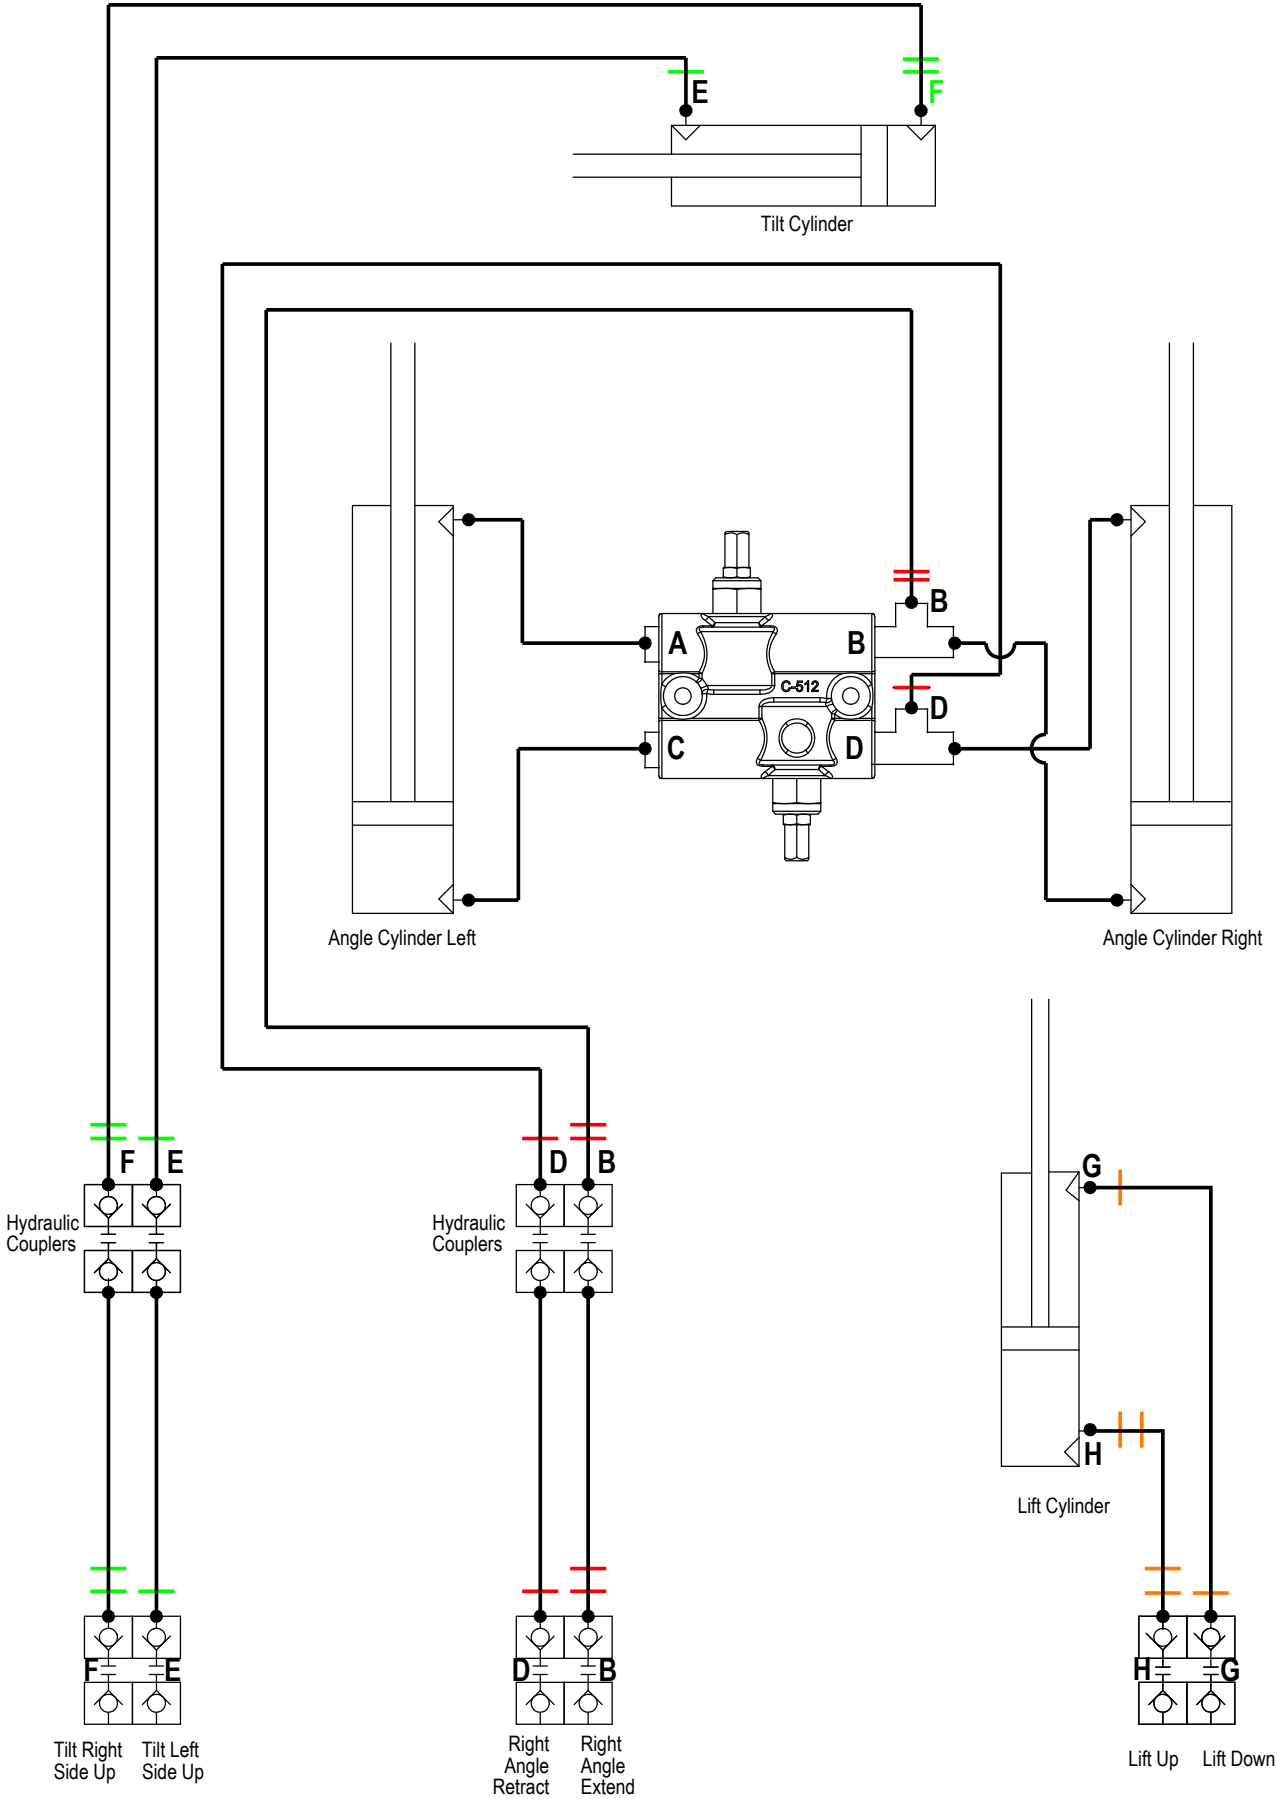 E
F
Tilt Cylinder
B
A
B
C-512
D
C
D
Angle Cylinder Left
Angle Cylinder Right
F
E
D
B
G
Hydraulic
Couplers
Hydraulic
Couplers
H
Lift Cylinder
F
E
D
B
H
G
Tilt Right
Side Up
Tilt Left
Side Up
Right
Angle
Retract
Right
Angle
Extend
Lift Up
Lift Down